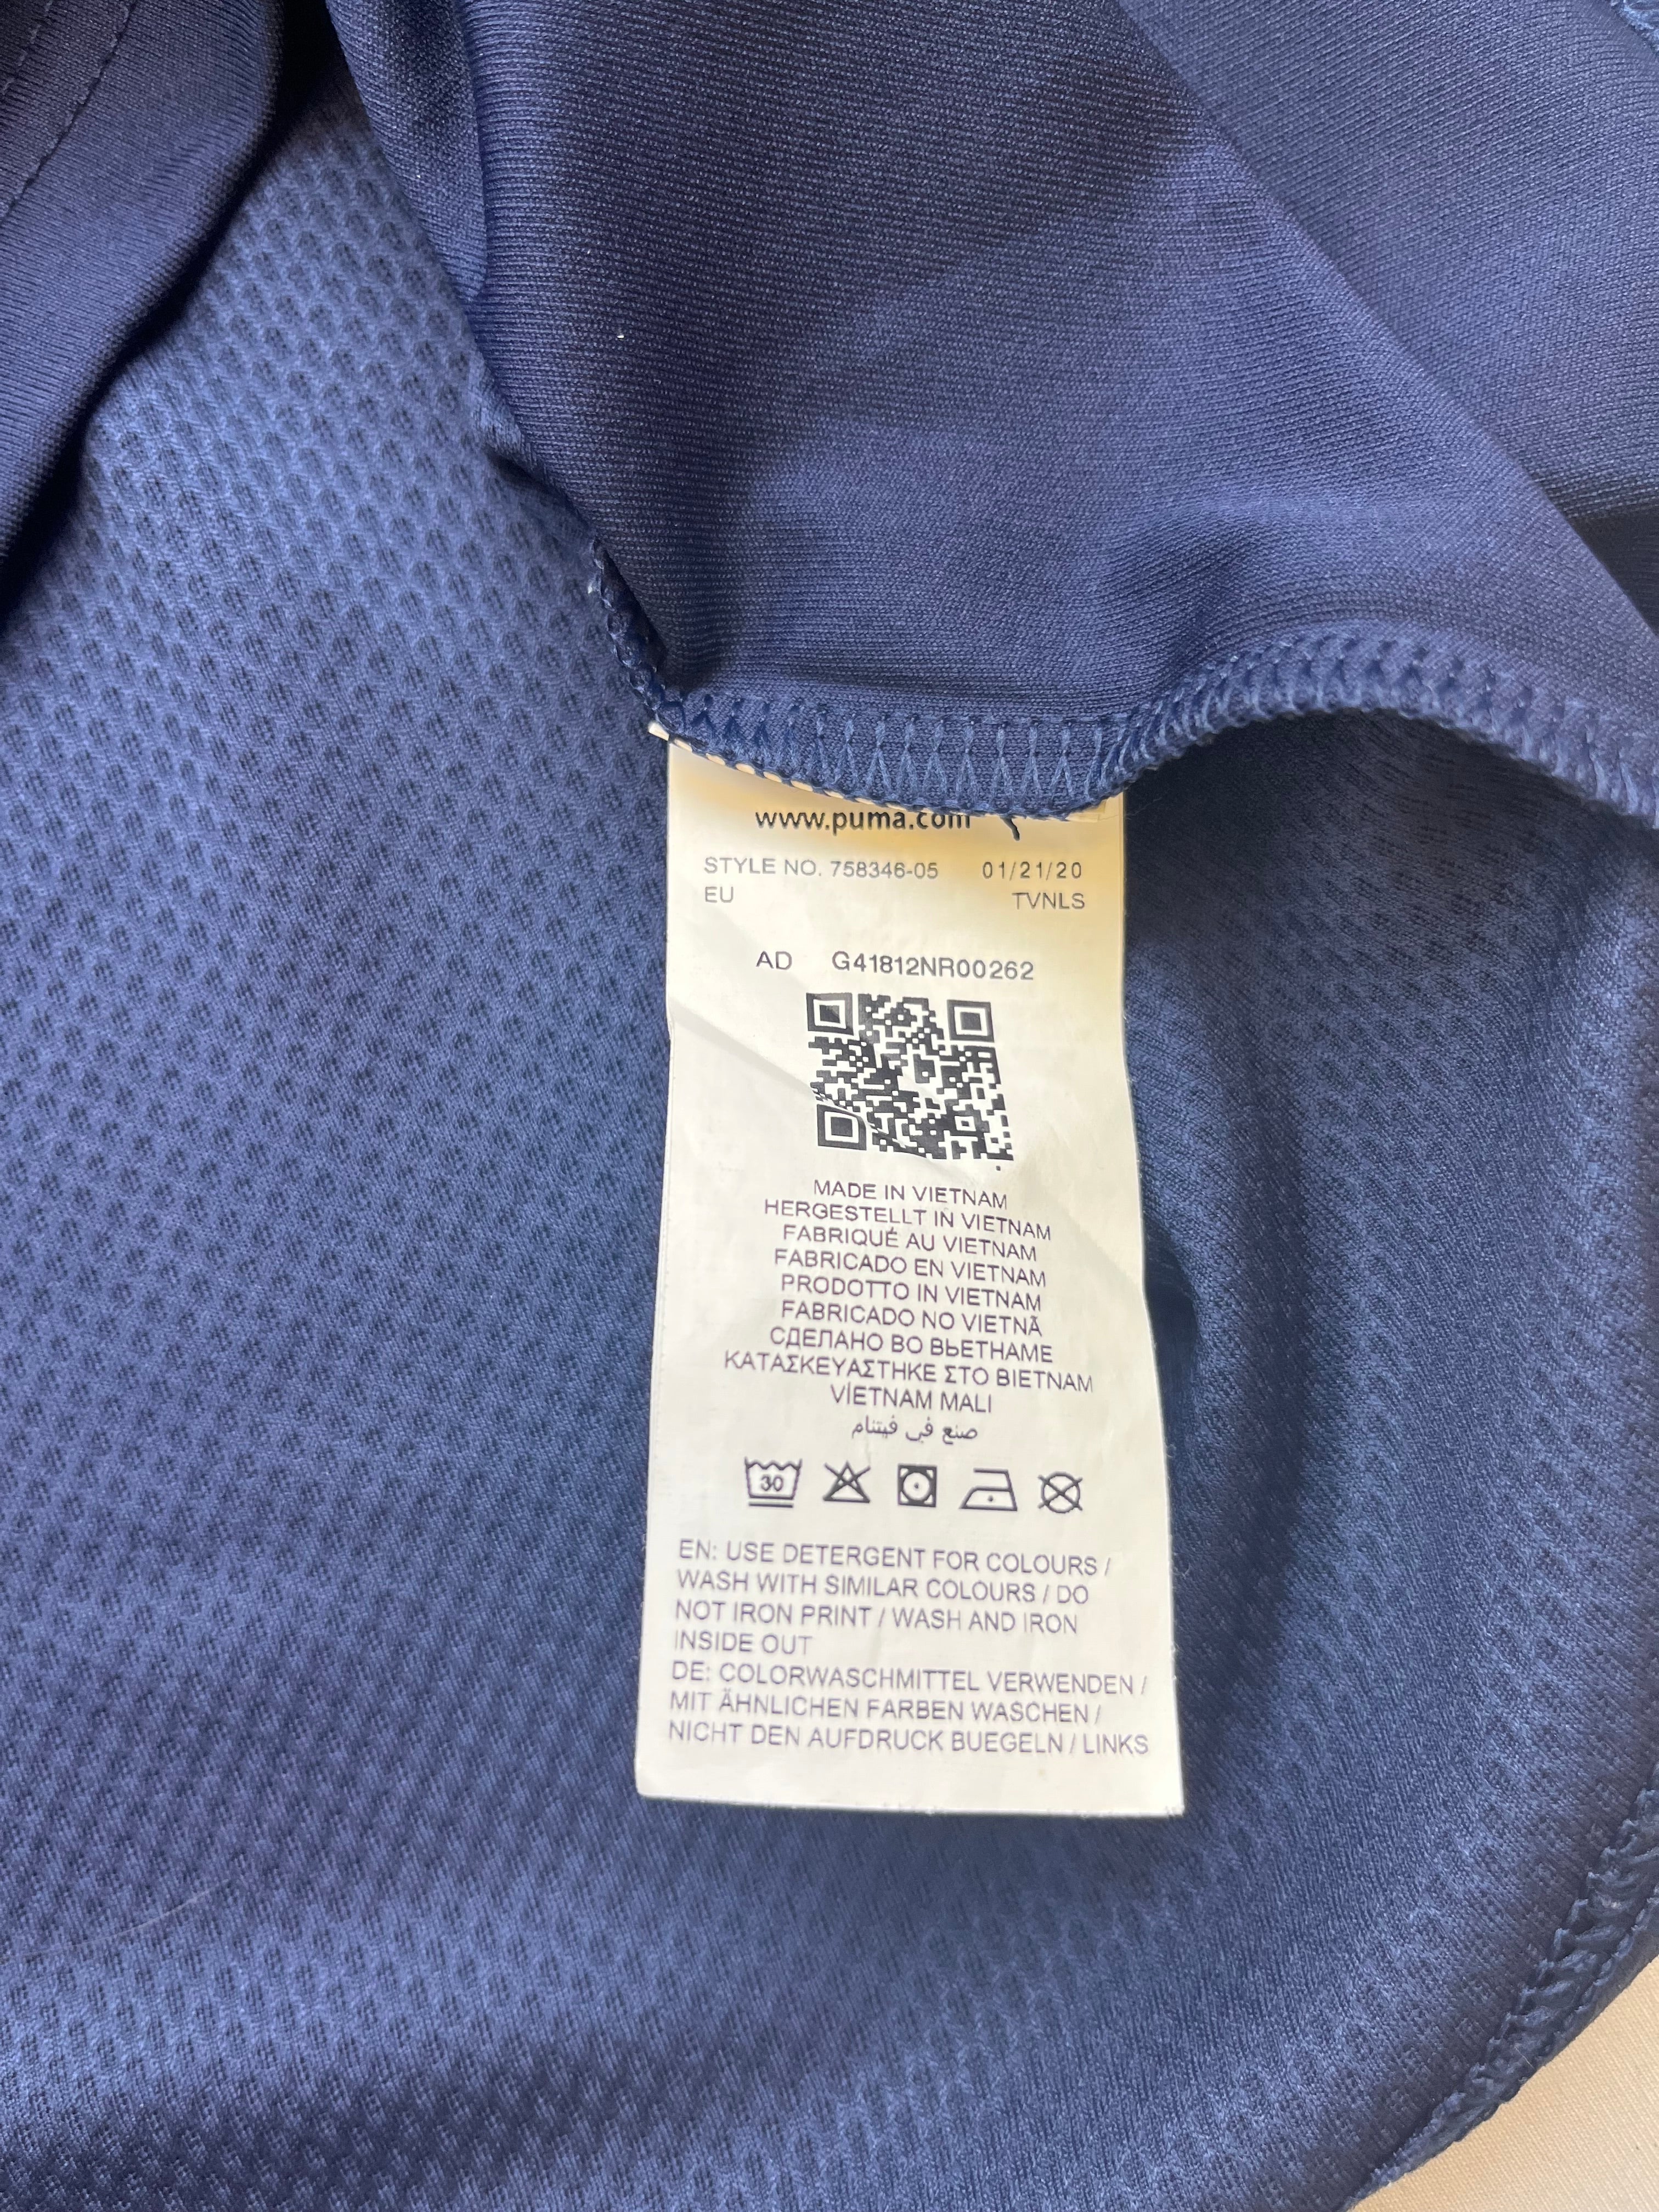 www.puma.com
STYLE NO. 758346-05 01/21/20
EU TVNLS
AD G41812NR00262
MADE IN VIETNAM
HERGESTELLT IN VIETNAM
FABRIQUÉ AU VIETNAM
FABRICADO EN VIETNAM
PRODOTTO IN VIETNAM
FABRICADO NO VIETNÃ
СДЕЛАНО ВО ВЬЕТНАМЕ
ΚΑΤΑΣΚΕΥΑΣΤΗΚΕ ΣΤΟ ΒΙΕΤΝΑΜ
VİETNAM MALI
صنع في فيتنام
30
EN: USE DETERGENT FOR COLOURS /
WASH WITH SIMILAR COLOURS / DO
NOT IRON PRINT / WASH AND IRON
INSIDE OUT
DE: COLORWASCHMITTEL VERWENDEN /
MIT ÄHNLICHEN FARBEN WASCHEN /
NICHT DEN AUFDRUCK BUEGELN / LINKS